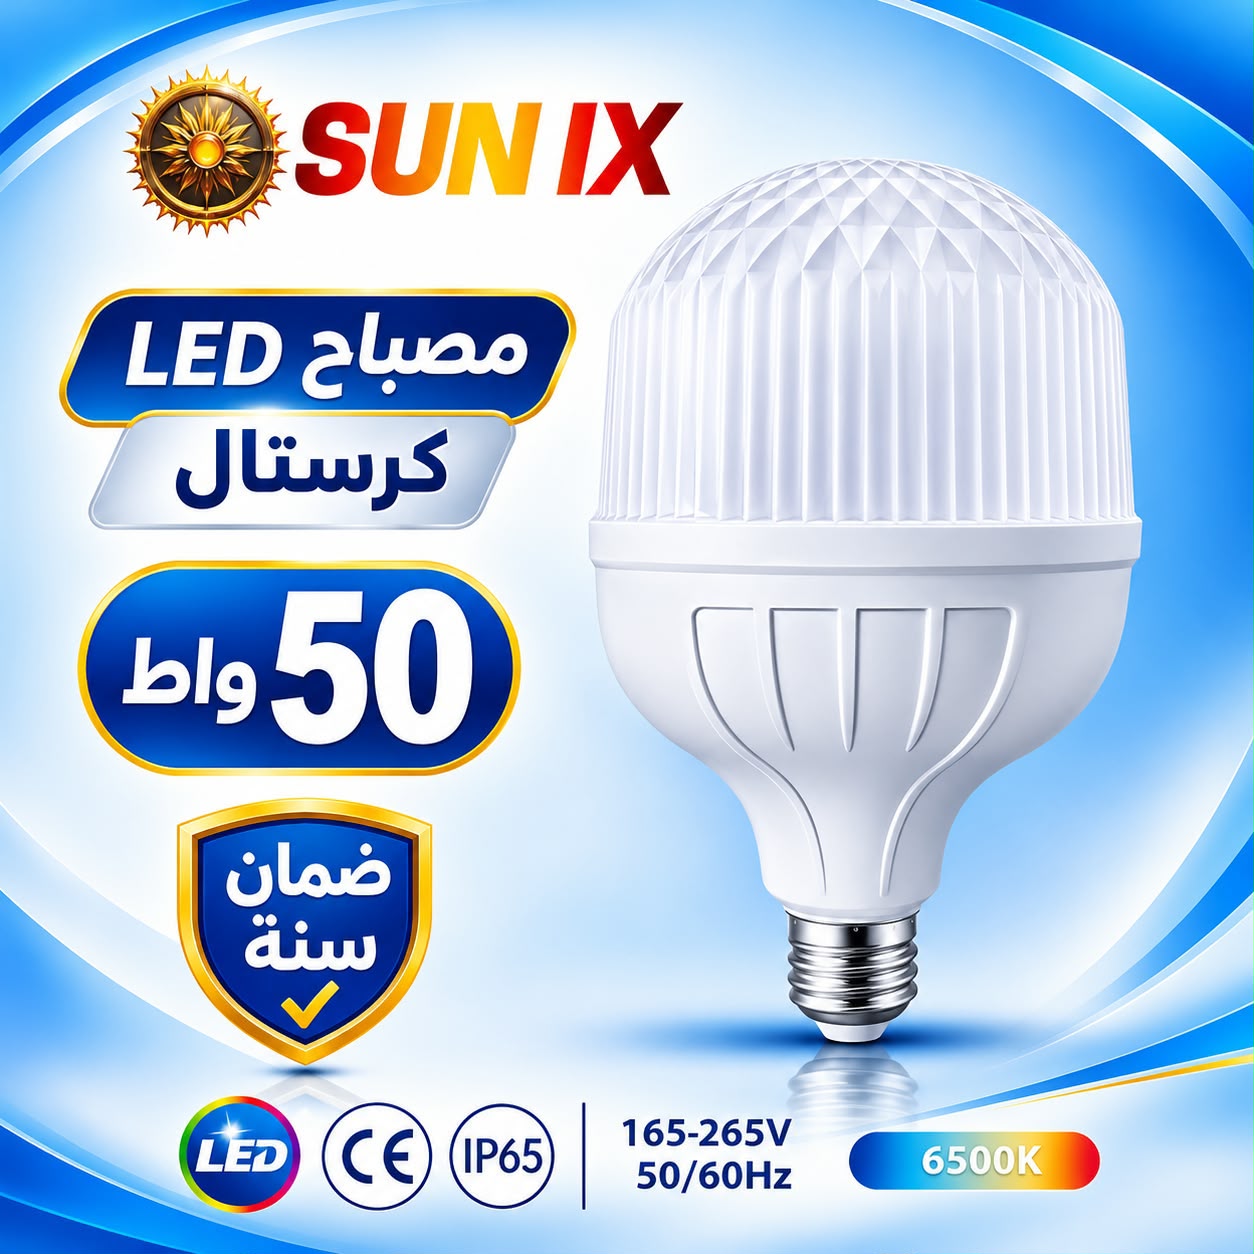 SUN IX
مصباح LED
كرستال
50 واط
ضمان
سنة
LED
CE
IP65
165-265V
50/60Hz
6500K